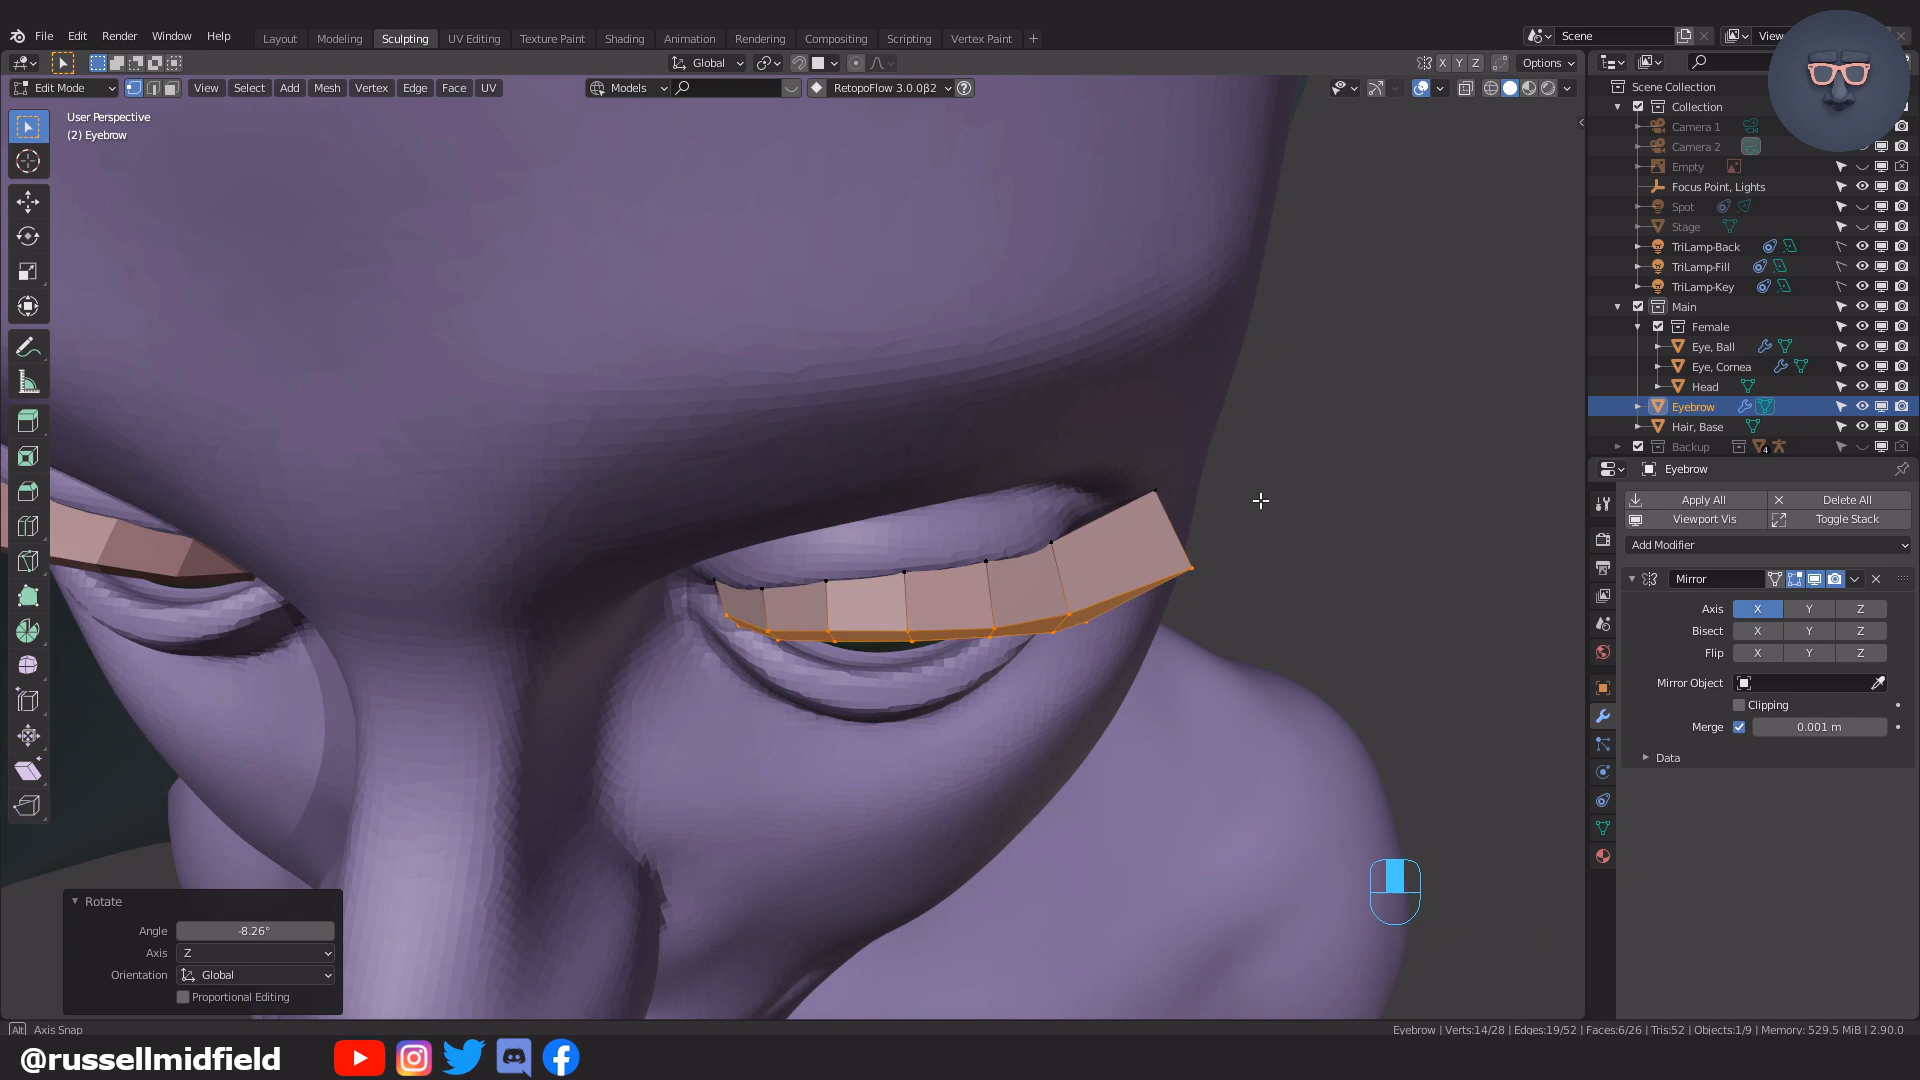 File Edit Render Window Help
Layout Modeling Sculpting UV Editing Texture Paint Shading Animation Rendering Compositing Scripting Vertex Paint +
Scene
View
Global
X Y Z
Options
Edit Mode
View Select Add Mesh Vertex Edge Face UV
Models
RetopoFlow 3.0.0β2
User Perspective
(2) Eyebrow
Scene Collection
Collection
Camera 1
Camera 2
Empty
Focus Point, Lights
Spot
Stage
TriLamp-Back
TriLamp-Fill
TriLamp-Key
Main
Female
Eye, Ball
Eye, Cornea
Head
Eyebrow
Hair, Base
Backup
4
Eyebrow
Apply All
Delete All
Viewport Vis
Toggle Stack
Add Modifier
Mirror
Axis X Y Z
Bisect X Y Z
Flip X Y Z
Mirror Object
Clipping
Merge 0.001 m
Data
Rotate
Angle -8.26°
Axis Z
Orientation Global
Proportional Editing
Alt Axis Snap
Eyebrow | Verts:14/28 | Edges:19/52 | Faces:6/26 | Tris:52 | Objects:1/9 | Memory: 529.5 MiB | 2.90.0
@russellmidfield